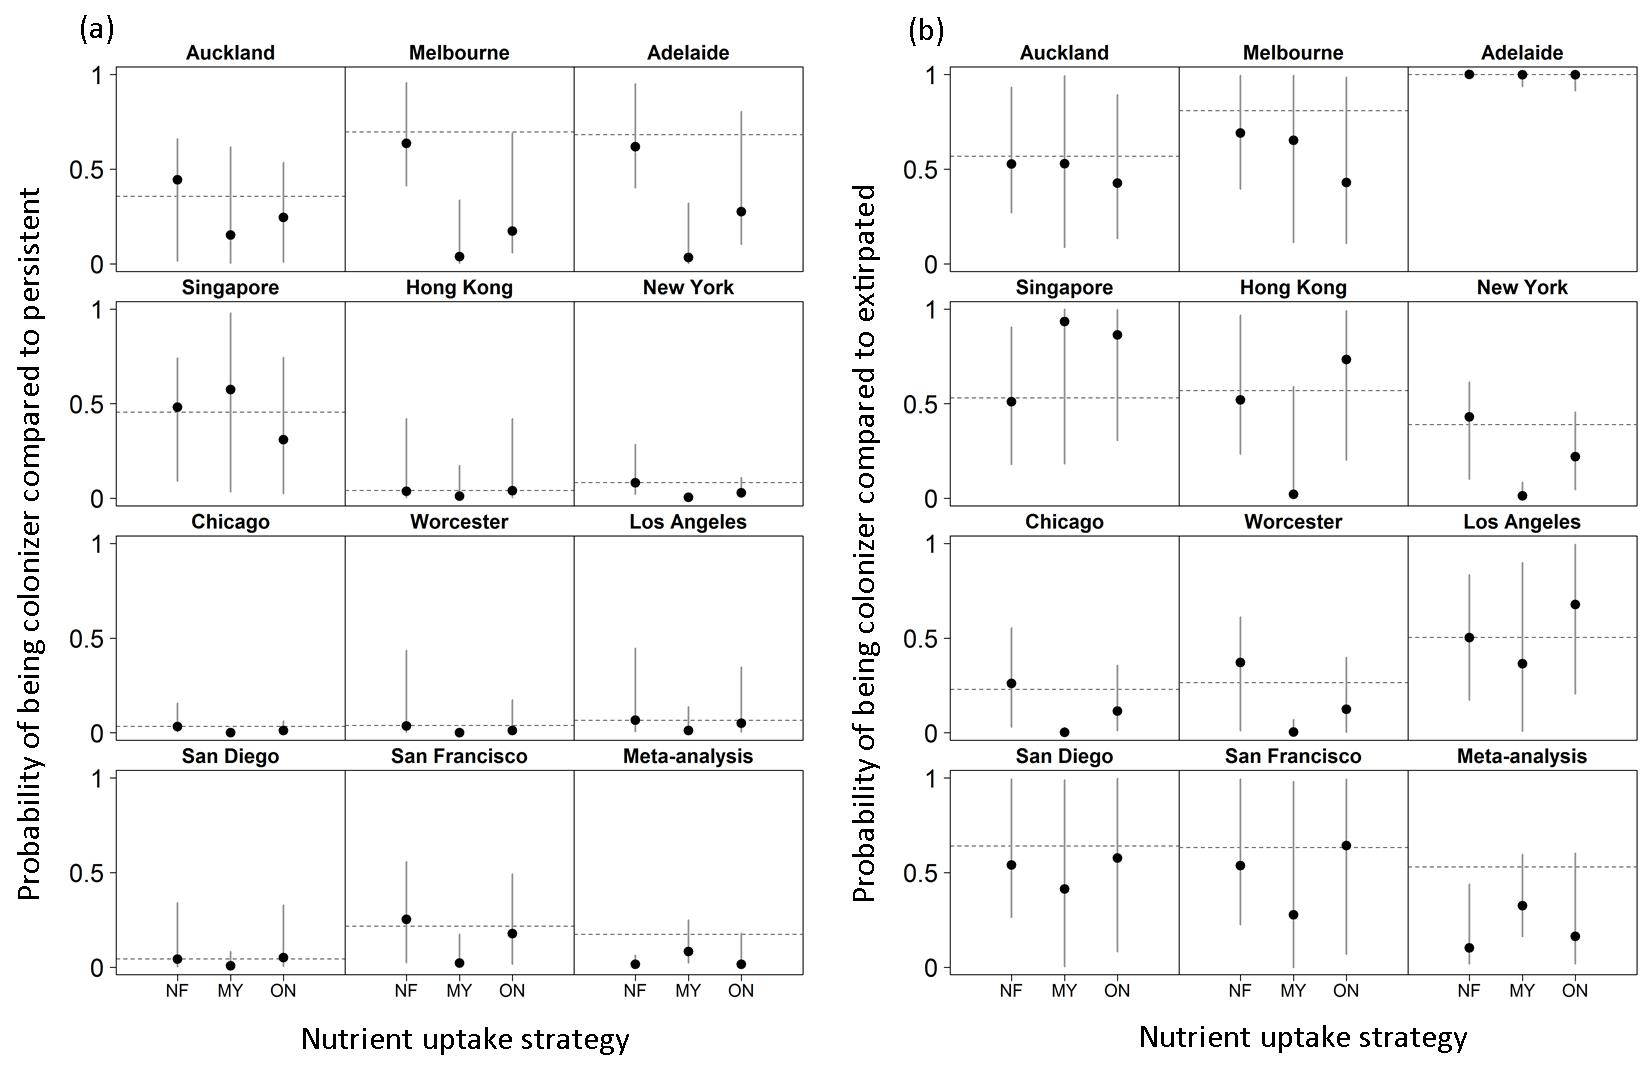 (a)
Probability of being colonizer compared to persistent
Auckland Melbourne Adelaide
1
0.5
0
Singapore Hong Kong New York
1
0.5
0
Chicago Worcester Los Angeles
1
0.5
0
San Diego San Francisco Meta-analysis
1
0.5
0
NF MY ON NF MY ON NF MY ON
Nutrient uptake strategy
(b)
Probability of being colonizer compared to extirpated
Auckland Melbourne Adelaide
1
0.5
0
Singapore Hong Kong New York
1
0.5
0
Chicago Worcester Los Angeles
1
0.5
0
San Diego San Francisco Meta-analysis
1
0.5
0
NF MY ON NF MY ON NF MY ON
Nutrient uptake strategy